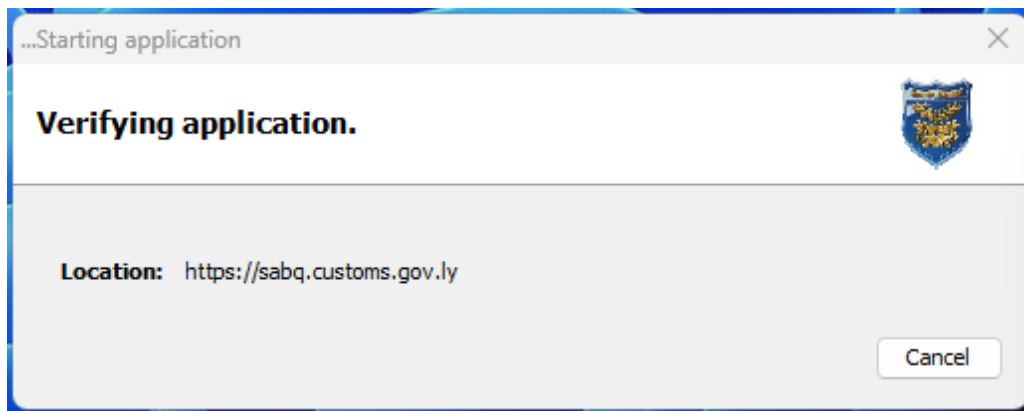 ...Starting application
Verifying application.
Location: https://sabq.customs.gov.ly
Cancel